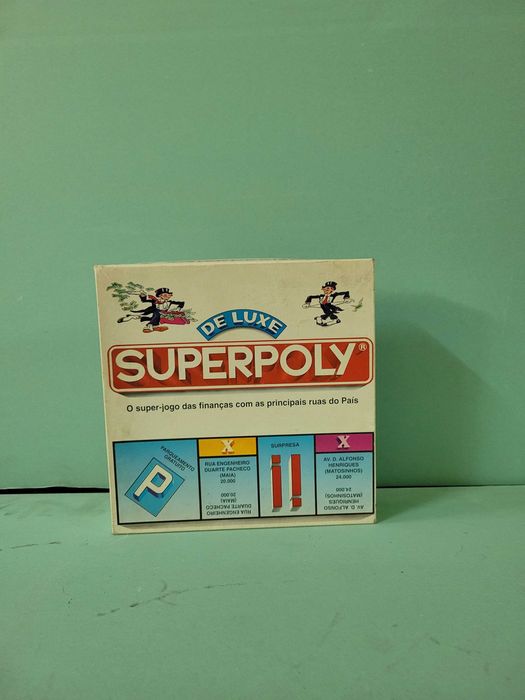 DE LUXE
SUPERPOLY®
O super-jogo das finanças com as principais ruas do País
PARQUEAMENTO
GRATUITO
P
X
RUA ENGENHEIRO
DUARTE PACHECO
(MAIA)
20.000
RUA ENGENHEIRO
DUARTE PACHECO
(MAIA)
20.000
SURPRESA
¡!
X
AV. D. ALFONSO
HENRIQUES
(MATOSINHOS)
24.000
AV. D. ALFONSO
HENRIQUES
(MATOSINHOS)
24.000